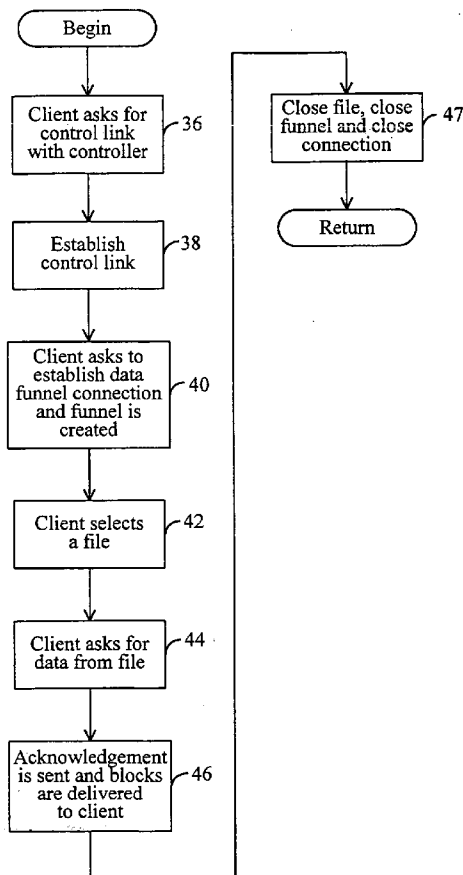 Begin
Client asks for
control link
with controller
36
Establish
control link
38
Client asks to
establish data
funnel connection
and funnel is
created
40
Client selects
a file
42
Client asks for
data from file
44
Acknowledgement
is sent and blocks
are delivered
to client
46
Close file, close
funnel and close
connection
47
Return